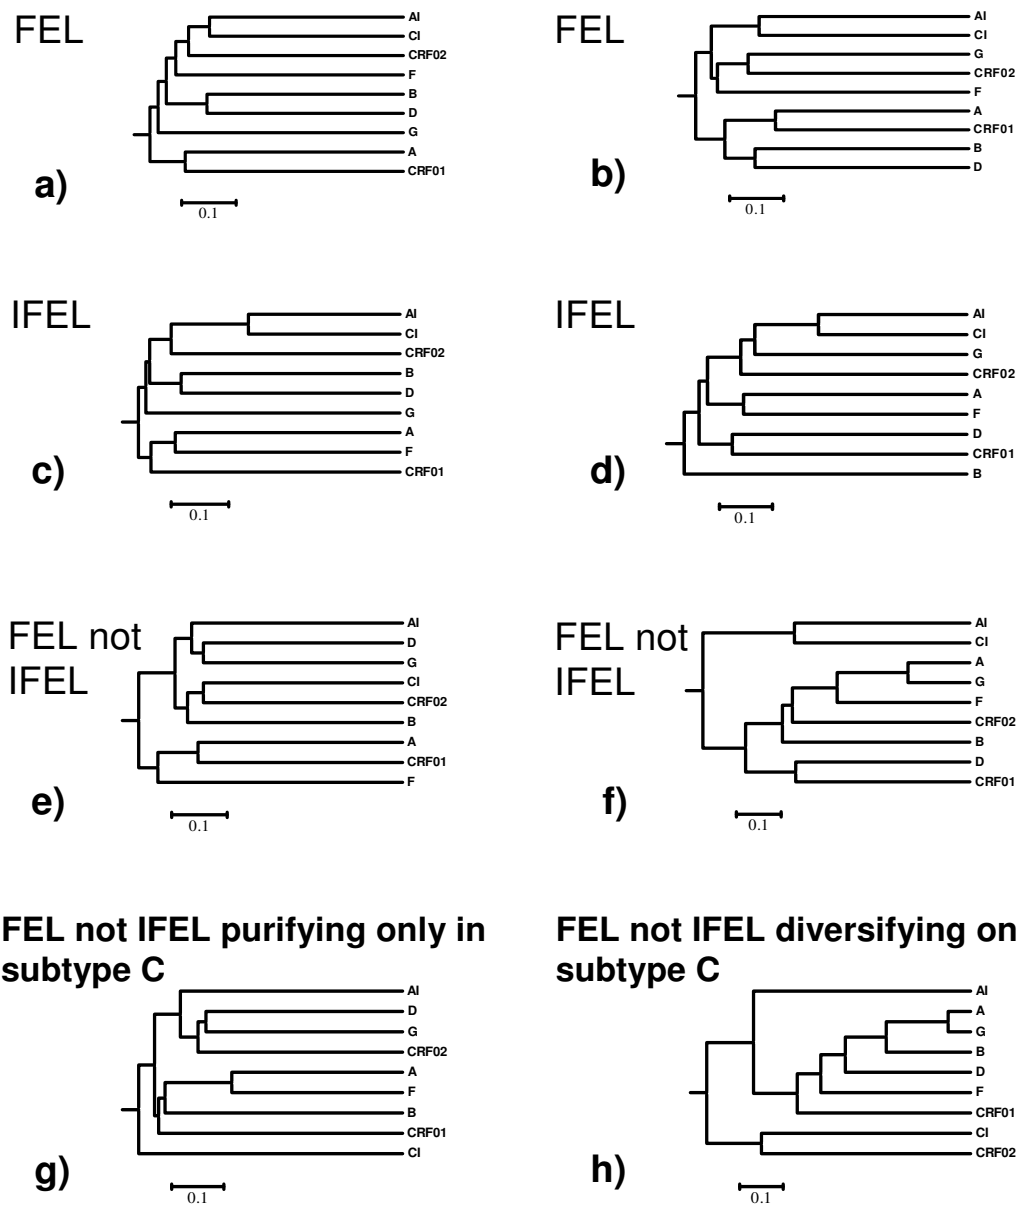 FEL
AI
CI
CRF02
F
B
D
G
A
CRF01
a)
0.1
FEL
AI
CI
G
CRF02
F
A
CRF01
B
D
b)
0.1
IFEL
AI
CI
CRF02
B
D
G
A
F
CRF01
c)
0.1
IFEL
AI
CI
G
CRF02
A
F
D
CRF01
B
d)
0.1
FEL not
IFEL
AI
D
G
CI
CRF02
B
A
CRF01
F
e)
0.1
FEL not
IFEL
AI
CI
A
G
F
CRF02
B
D
CRF01
f)
0.1
FEL not IFEL purifying only in
subtype C
AI
D
G
CRF02
A
F
B
CRF01
CI
g)
0.1
FEL not IFEL diversifying on
subtype C
AI
A
G
B
D
F
CRF01
CI
CRF02
h)
0.1